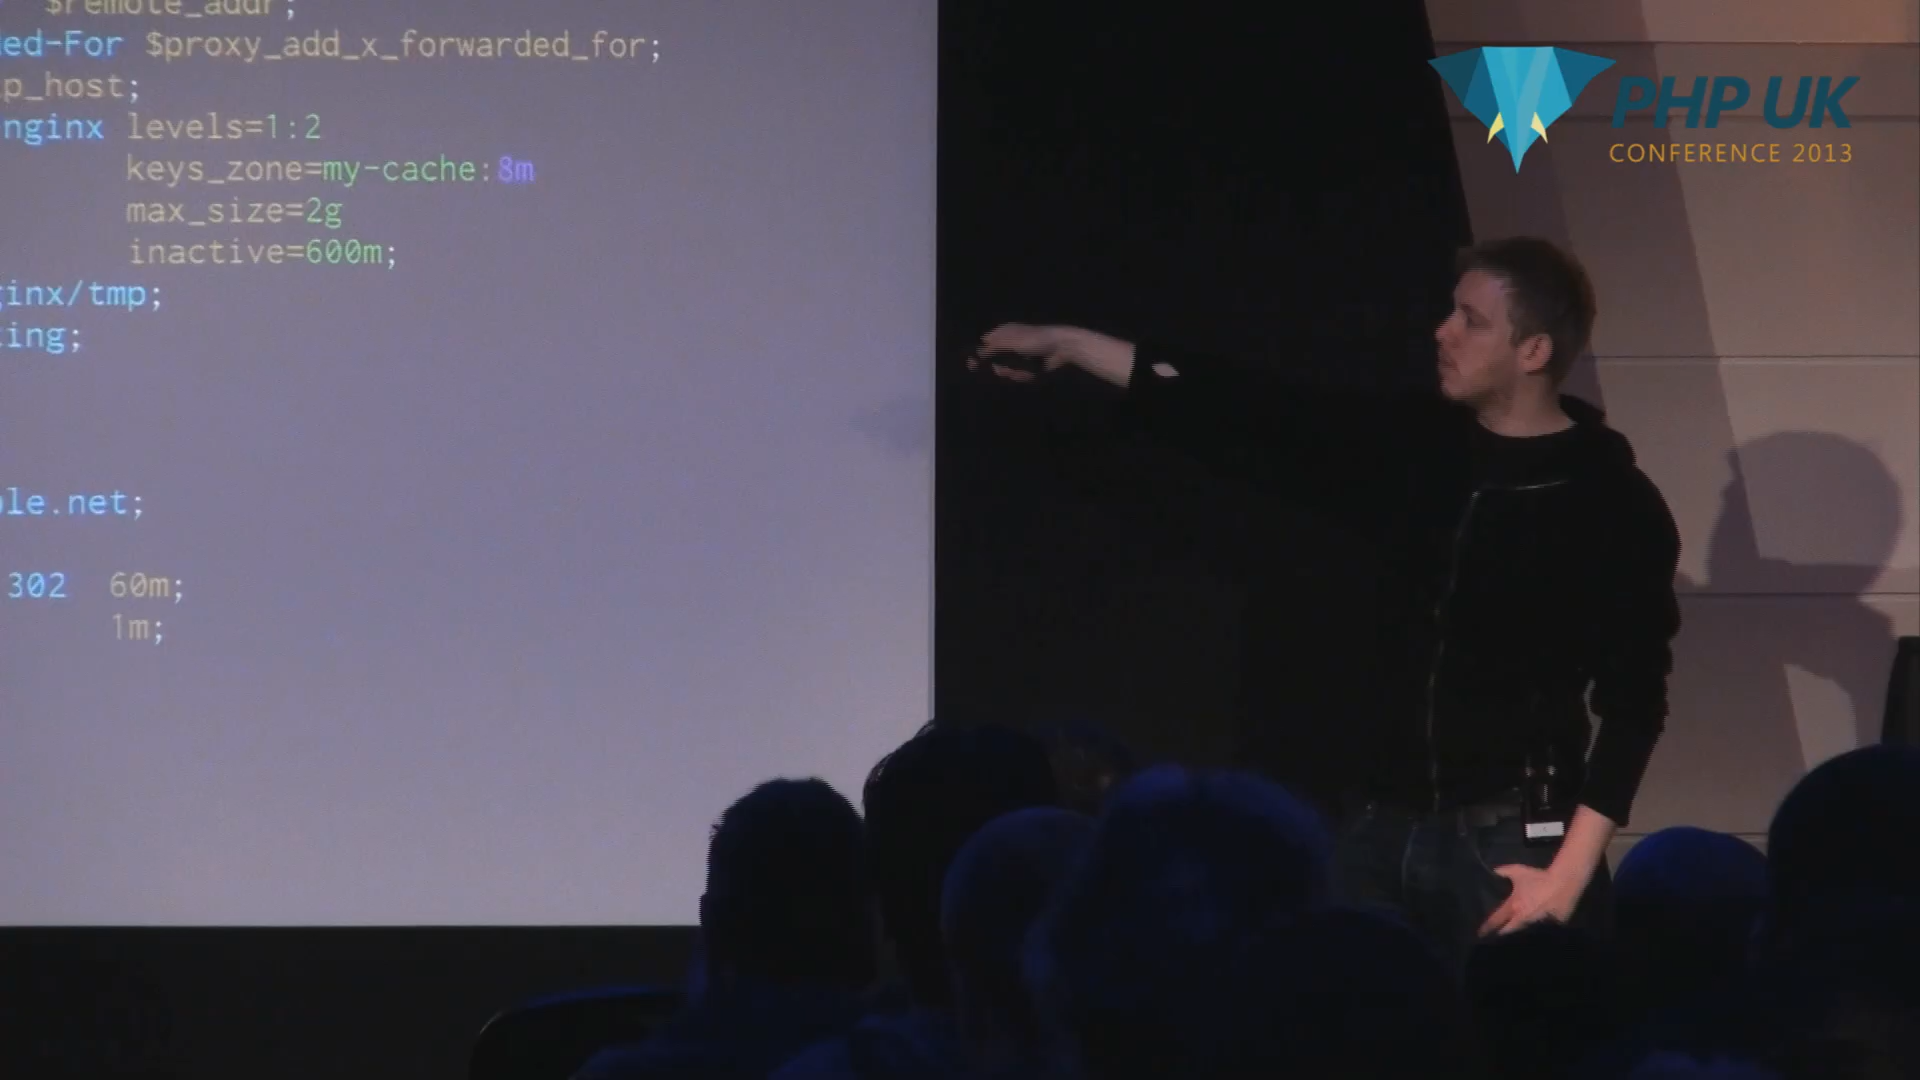 $remote_addr;
ed-For $proxy_add_x_forwarded_for;
p_host;
nginx levels=1:2
keys_zone=my-cache:8m
max_size=2g
inactive=600m;
inx/tmp;
ing;
le.net;
302 60m;
1m;
PHP UK
CONFERENCE 2013